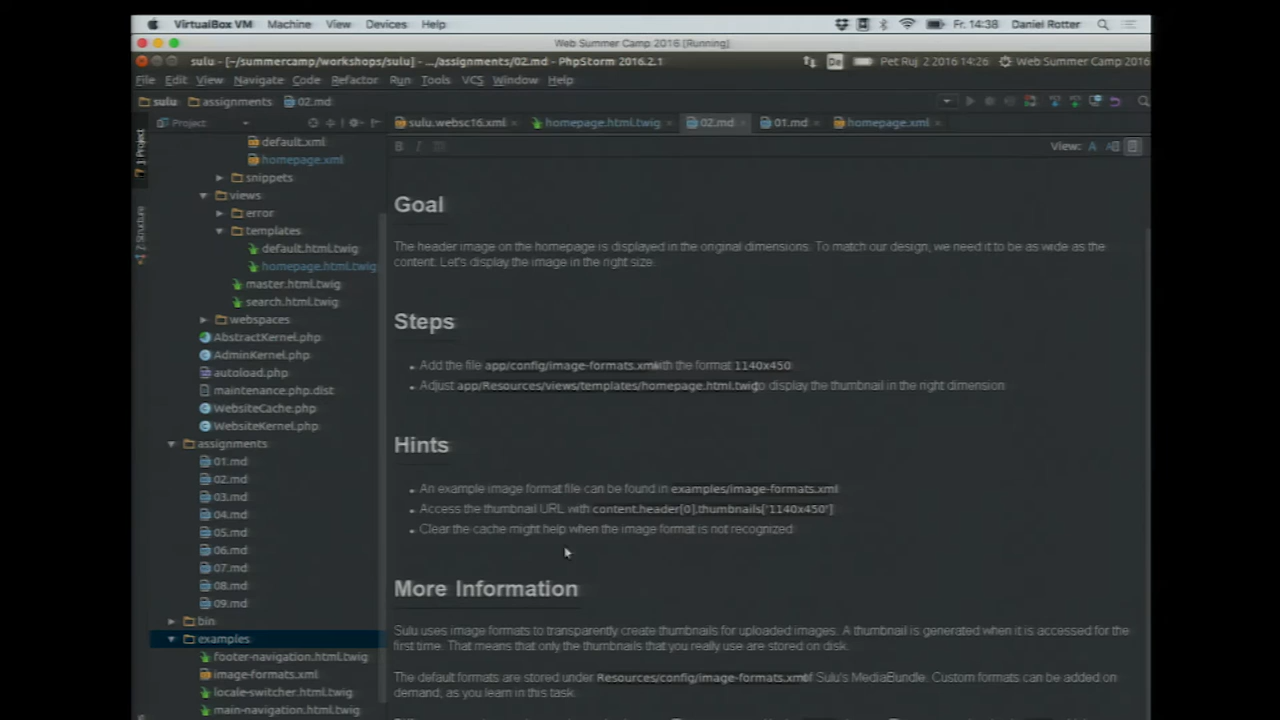 VirtualBox VM Machine View Devices Help Fr. 14:38 Daniel Rotter
Web Summer Camp 2016 [Running]
sulu - [~/summercamp/workshops/sulu] - .../assignments/02.md - PhpStorm 2016.2.1 De Pet Ruj 2 2016 14:26 Web Summer Camp 2016
File Edit View Navigate Code Refactor Run Tools VCS Window Help
sulu assignments 02.md
Project sulu.websc16.xml homepage.html.twig 02.md 01.md homepage.xml
1: Project
Z: Structure
default.xml
homepage.xml
snippets
views
error
templates
default.html.twig
homepage.html.twig
master.html.twig
search.html.twig
webspaces
AbstractKernel.php
AdminKernel.php
autoload.php
maintenance.php.dist
WebsiteCache.php
WebsiteKernel.php
assignments
01.md
02.md
03.md
04.md
05.md
06.md
07.md
08.md
09.md
bin
examples
footer-navigation.html.twig
image-formats.xml
locale-switcher.html.twig
main-navigation.html.twig
B I View: A
Goal
The header image on the homepage is displayed in the original dimensions. To match our design, we need it to be as wide as the
content. Let's display the image in the right size.
Steps
Add the file app/config/image-formats.xml with the format 1140x450
Adjust app/Resources/views/templates/homepage.html.twig to display the thumbnail in the right dimension
Hints
An example image format file can be found in examples/image-formats.xml
Access the thumbnail URL with content.header[0].thumbnails['1140x450']
Clear the cache might help when the image format is not recognized
More Information
Sulu uses image formats to transparently create thumbnails for uploaded images. A thumbnail is generated when it is accessed for the
first time. That means that only the thumbnails that you really use are stored on disk.
The default formats are stored under Resources/config/image-formats.xml of Sulu's MediaBundle. Custom formats can be added on
demand, as you learn in this task.